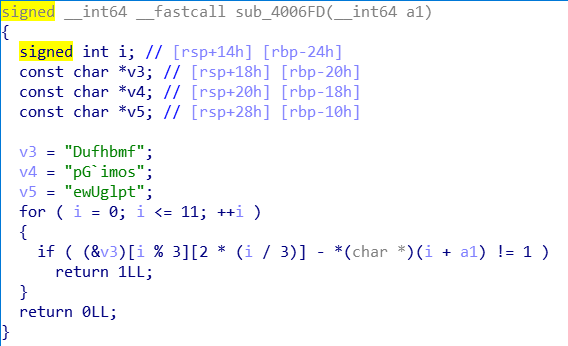 signed __int64 __fastcall sub_4006FD(__int64 a1)
{
  signed int i; // [rsp+14h] [rbp-24h]
  const char *v3; // [rsp+18h] [rbp-20h]
  const char *v4; // [rsp+20h] [rbp-18h]
  const char *v5; // [rsp+28h] [rbp-10h]

  v3 = "Dufhbmf";
  v4 = "pG`imos";
  v5 = "ewUglpt";
  for ( i = 0; i <= 11; ++i )
  {
    if ( (&v3)[i % 3][2 * (i / 3)] - *(char *)(i + a1) != 1 )
      return 1LL;
  }
  return 0LL;
}